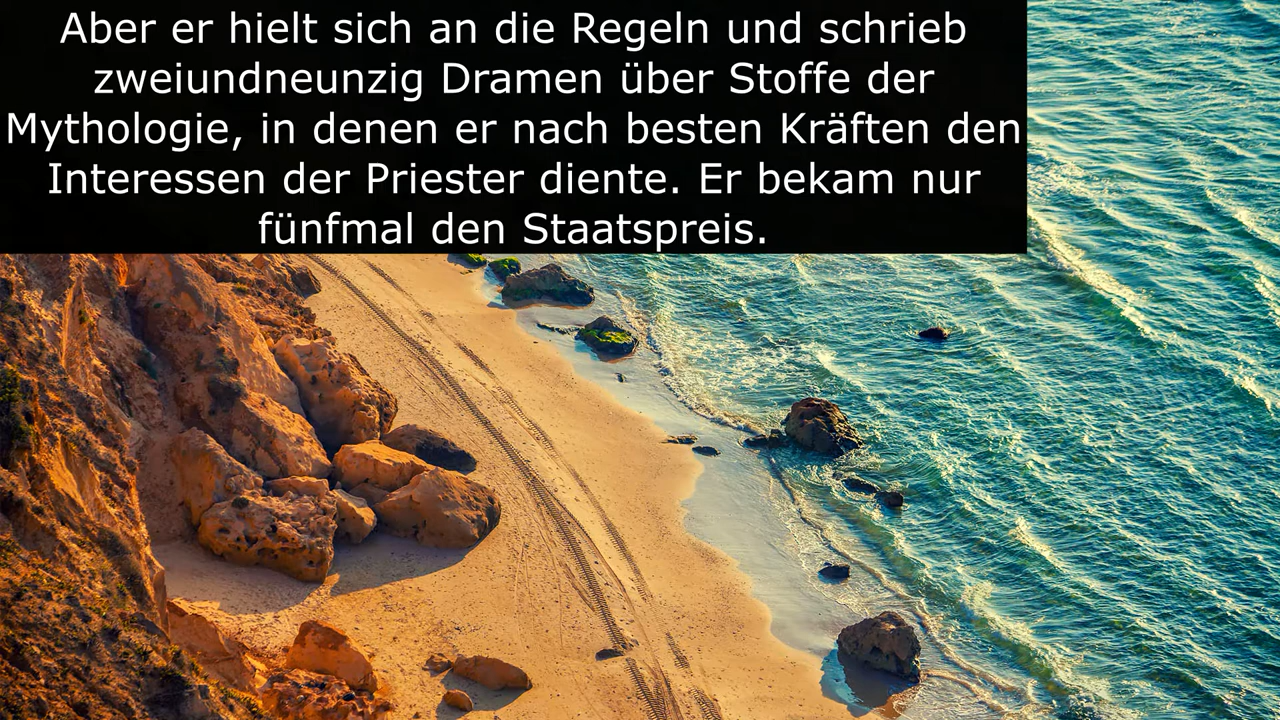 Aber er hielt sich an die Regeln und schrieb
zweiundneunzig Dramen über Stoffe der
Mythologie, in denen er nach besten Kräften den
Interessen der Priester diente. Er bekam nur
fünfmal den Staatspreis.